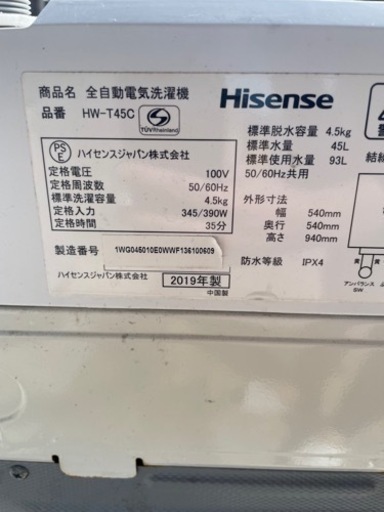 商品名 全自動電気洗濯機
品番 HW-T45C
TÜVRheinland
Hisense
PSE
ハイセンスジャパン株式会社
定格電圧 100V
定格周波数 50/60Hz
標準洗濯容量 4.5kg
定格入力 345/390W
定格時間 35分
製造番号 1WG045010E0WWF136100609
ハイセンスジャパン株式会社
2019年製
中国製
標準脱水容量 4.5kg
標準水量 45L
標準使用水量 93L
50/60Hz共用
外形寸法
幅 540mm
奥行 540mm
高さ 940mm
防水等級 IPX4
アンバランス
SW